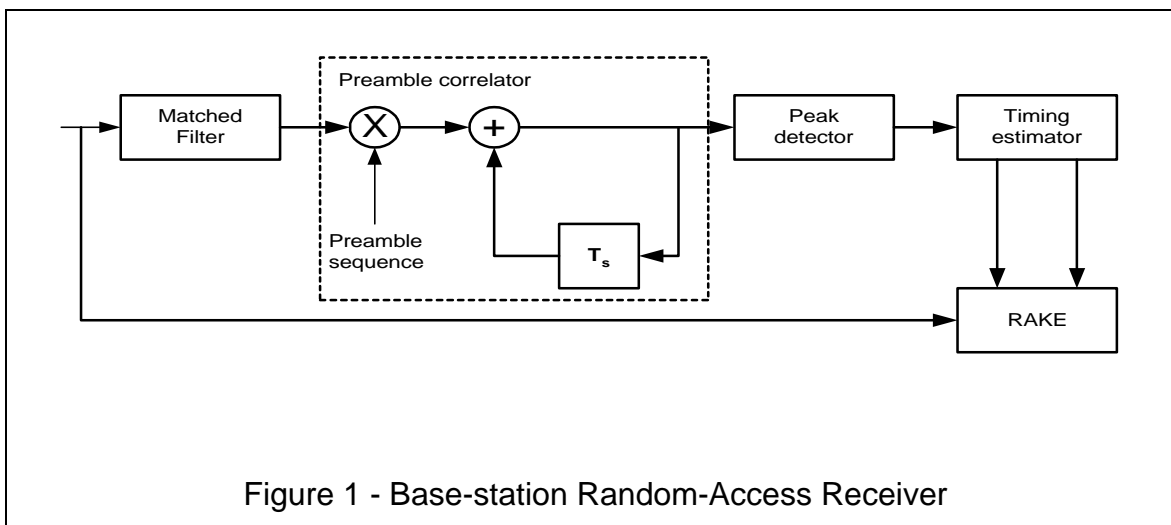 Preamble correlator
Matched
Filter
X
+
Peak
detector
Timing
estimator
Preamble
sequence
Ts
RAKE
Figure 1 - Base-station Random-Access Receiver